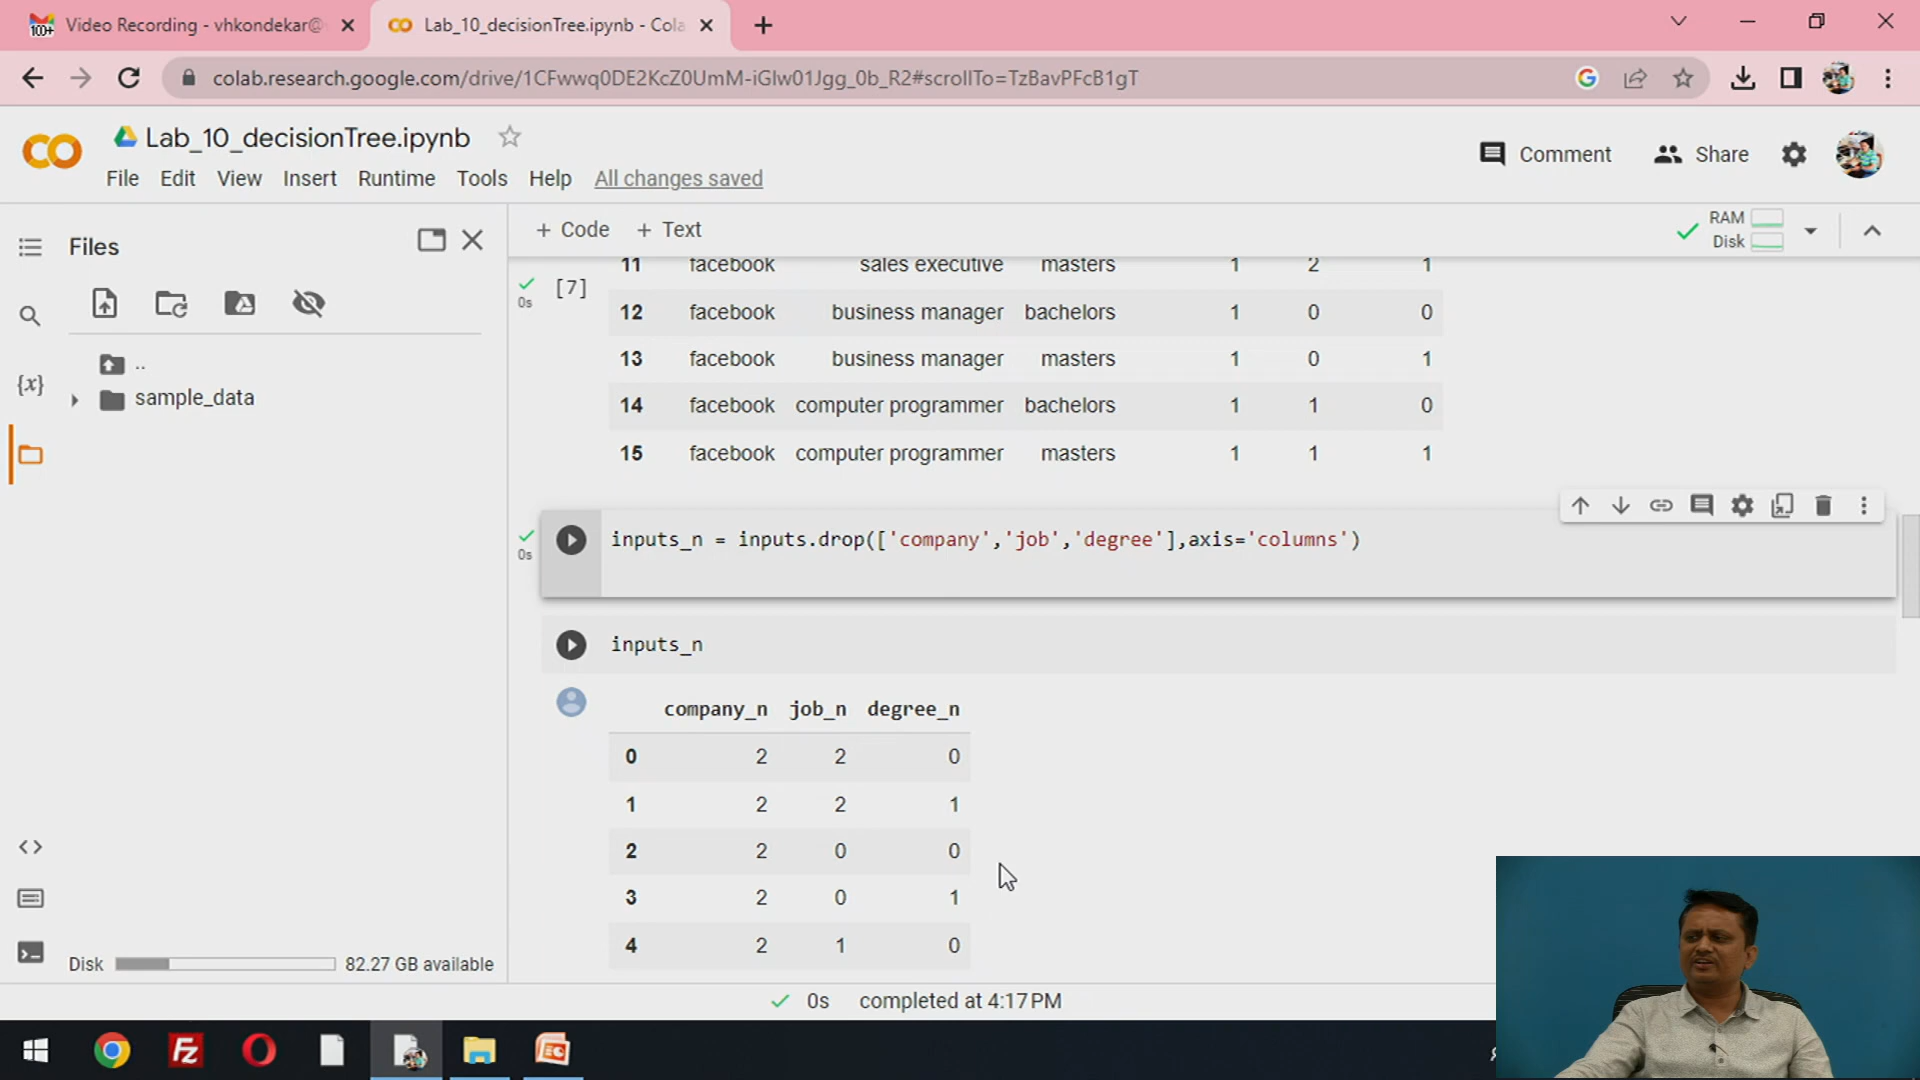 Video Recording - vhkondekar@
Lab_10_decisionTree.ipynb - Cola
colab.research.google.com/drive/1CFwwq0DE2KcZ0UmM-iGlw01Jgg_0b_R2#scrollTo=TzBavPFcB1gT
Lab_10_decisionTree.ipynb
Comment
Share
File Edit View Insert Runtime Tools Help All changes saved
Files
+ Code + Text
RAM
Disk
[7]
0s
11 facebook sales executive masters 1 2 1
12 facebook business manager bachelors 1 0 0
13 facebook business manager masters 1 0 1
14 facebook computer programmer bachelors 1 1 0
15 facebook computer programmer masters 1 1 1
..
sample_data
{x}
0s
inputs_n = inputs.drop(['company','job','degree'],axis='columns')
inputs_n
company_n job_n degree_n
0 2 2 0
1 2 2 1
2 2 0 0
3 2 0 1
4 2 1 0
Disk 82.27 GB available
0s completed at 4:17 PM